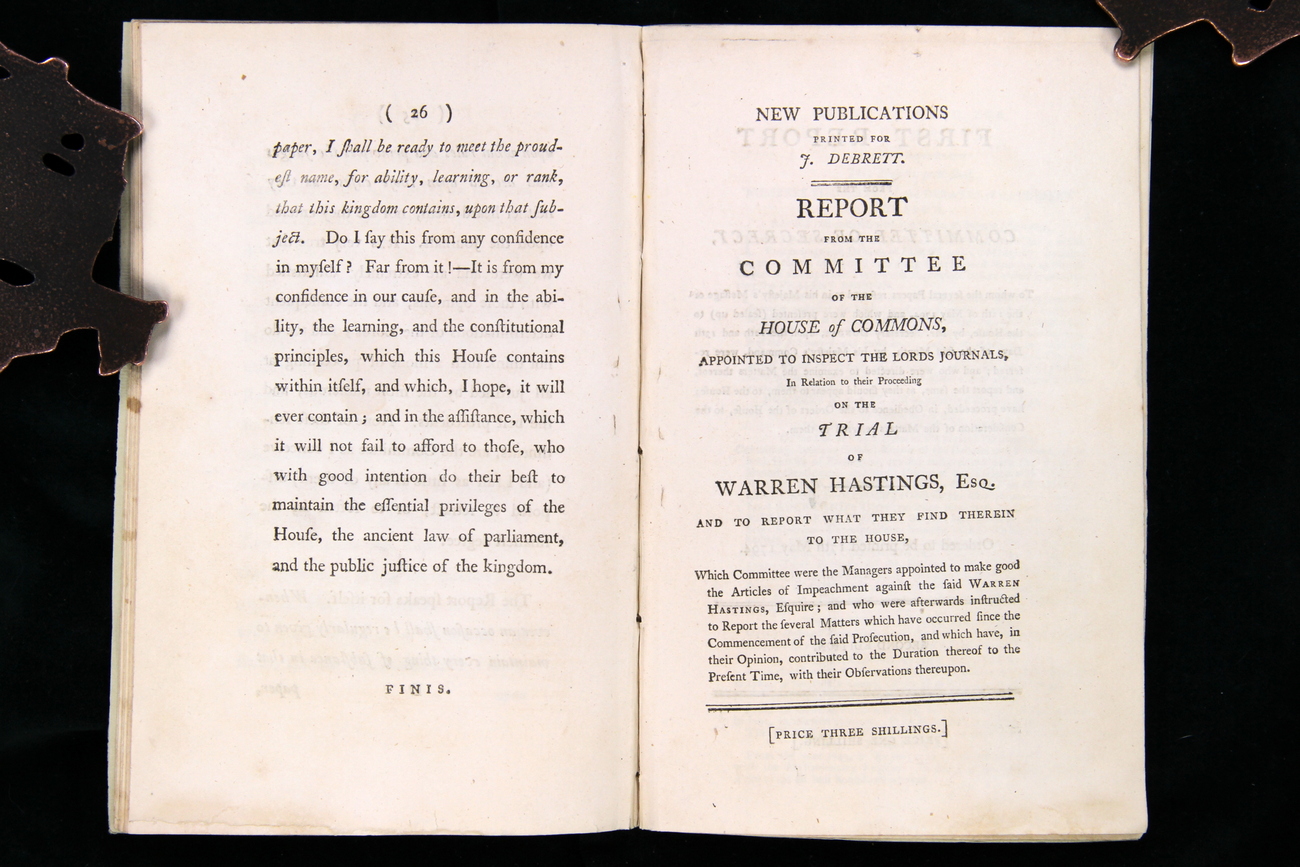 ( 26 )
paper, I ſhall be ready to meet the proud-
eſt name, for ability, learning, or rank,
that this kingdom contains, upon that ſub-
ject. Do I ſay this from any confidence
in myſelf? Far from it!—It is from my
confidence in our cauſe, and in the abi-
lity, the learning, and the conſtitutional
principles, which this Houſe contains
within itſelf, and which, I hope, it will
ever contain; and in the aſſiſtance, which
it will not fail to afford to thoſe, who
with good intention do their beſt to
maintain the eſſential privileges of the
Houſe, the ancient law of parliament,
and the public juſtice of the kingdom.
FINIS.
NEW PUBLICATIONS
PRINTED FOR
J. DEBRETT.
REPORT
FROM THE
COMMITTEE
OF THE
HOUSE of COMMONS,
APPOINTED TO INSPECT THE LORDS JOURNALS,
In Relation to their Proceeding
ON THE
TRIAL
OF
WARREN HASTINGS, ESQ.
AND TO REPORT WHAT THEY FIND THEREIN
TO THE HOUSE,
Which Committee were the Managers appointed to make good
the Articles of Impeachment againſt the ſaid WARREN
HASTINGS, Eſquire; and who were afterwards inſtructed
to Report the ſeveral Matters which have occurred ſince the
Commencement of the ſaid Proſecution, and which have, in
their Opinion, contributed to the Duration thereof to the
Preſent Time, with their Obſervations thereupon.
[PRICE THREE SHILLINGS.]